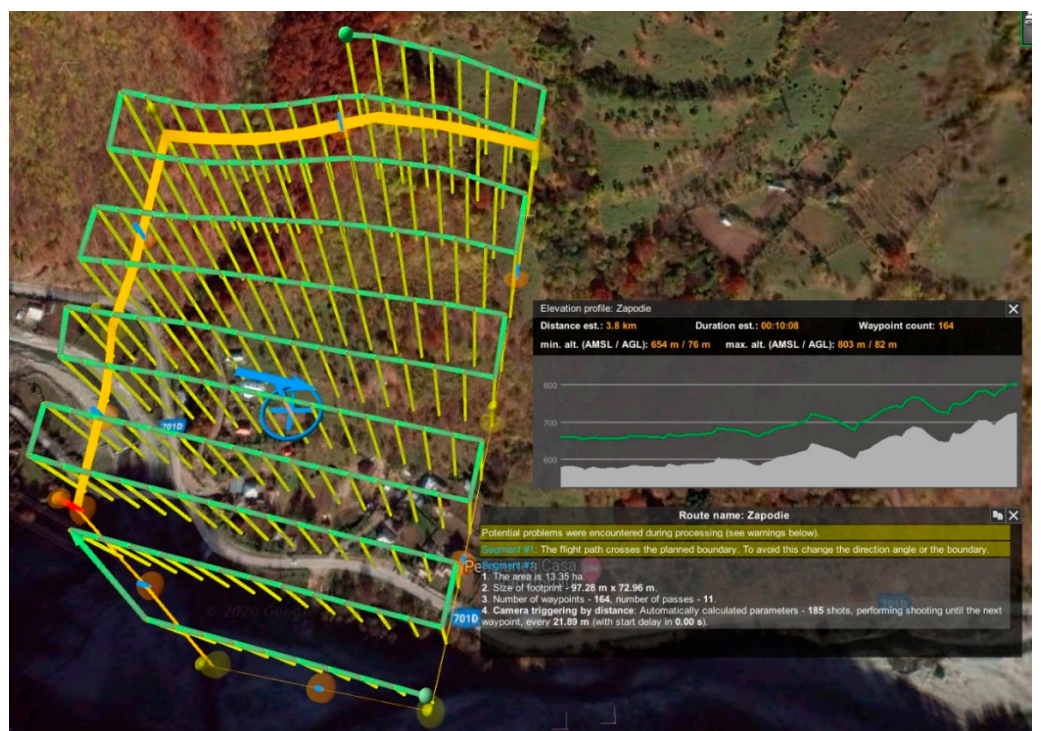 Elevation profile: Zapodie
Distance est.: 3.8 km Duration est.: 00:10:08 Waypoint count: 164
min. alt. (AMSL / AGL): 654 m / 76 m max. alt. (AMSL / AGL): 803 m / 82 m
800
700
600
701D
Route name: Zapodie
Potential problems were encountered during processing (see warnings below).
Segment #1: The flight path crosses the planned boundary. To avoid this change the direction angle or the boundary.
Segment #1:
1. The area is 13.35 ha.
2. Size of footprint - 97.28 m x 72.96 m.
3. Number of waypoints - 164, number of passes - 11.
4. Camera triggering by distance: Automatically calculated parameters - 185 shots, performing shooting until the next
waypoint, every 21.89 m (with start delay in 0.00 s).
Casa
701D
701D
© 2020 Google